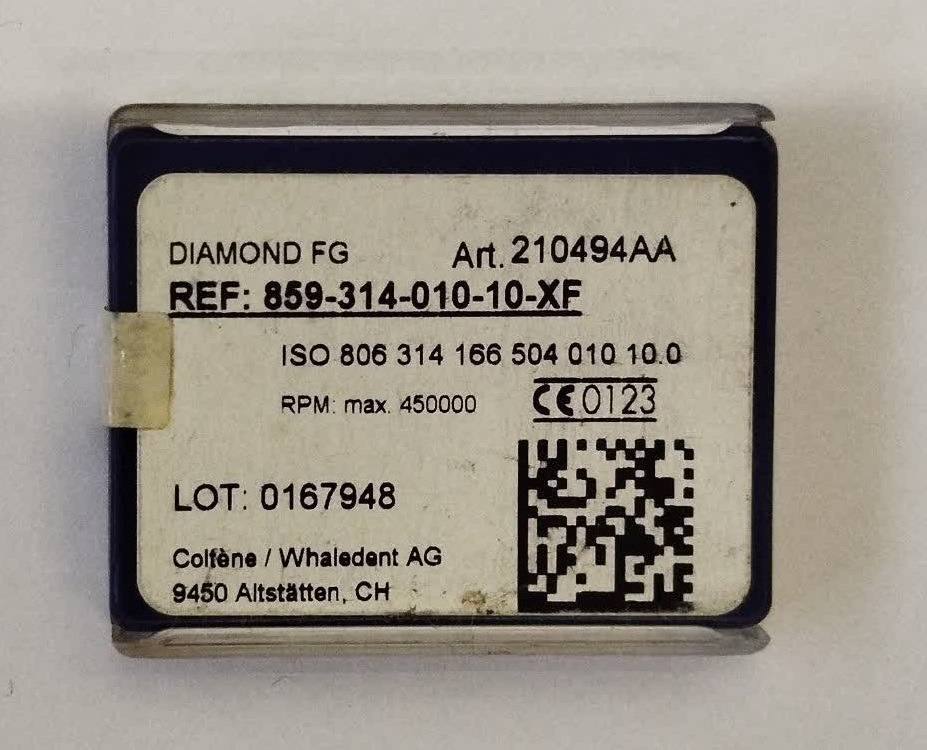 DIAMOND FG Art. 210494AA
REF: 859-314-010-10-XF
ISO 806 314 166 504 010 10.0
RPM: max. 450000 CE 0123
LOT: 0167948
Coltène / Whaledent AG
9450 Altstätten, CH